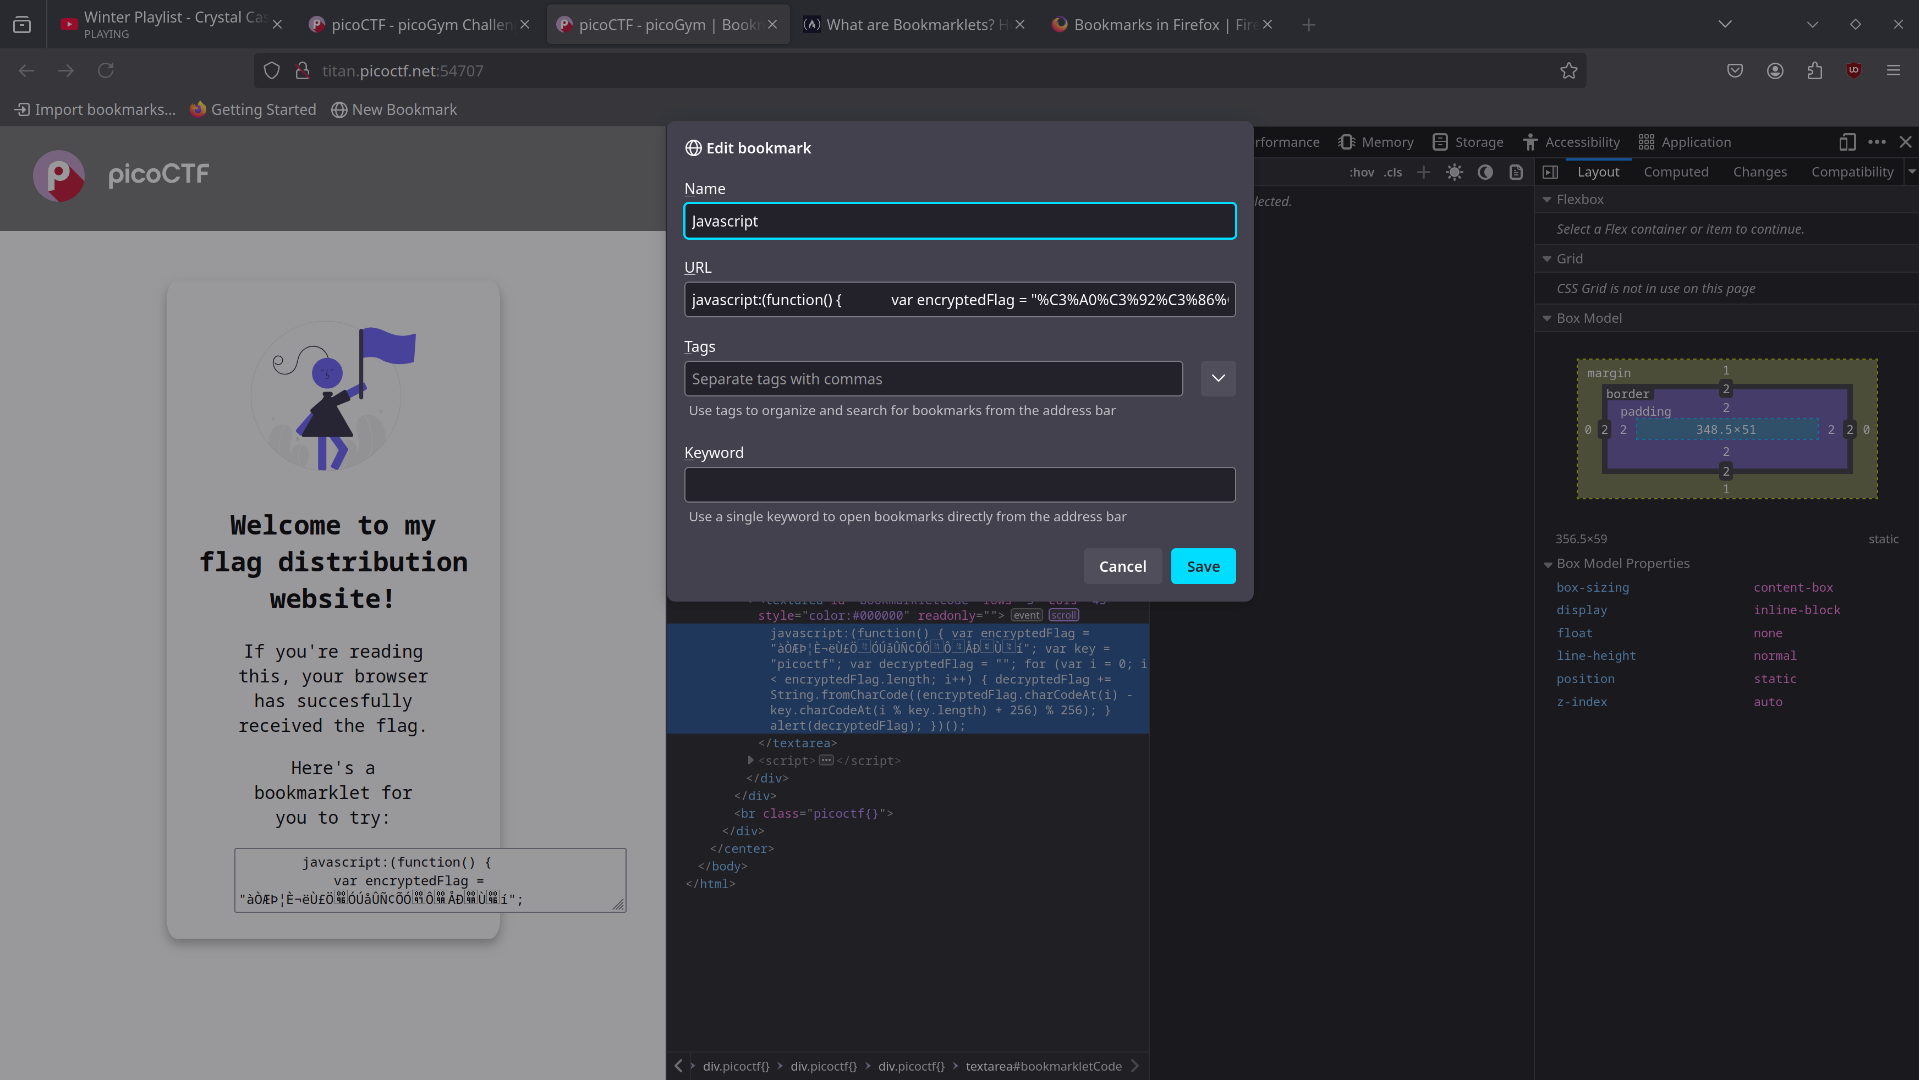 Winter Playlist - Crystal Ca
PLAYING
picoCTF - picoGym Challen
picoCTF - picoGym | Book
What are Bookmarklets? H
Bookmarks in Firefox | Fire
titan.picoctf.net:54707
Import bookmarks...
Getting Started
New Bookmark
picoCTF
Welcome to my
flag distribution
website!
If you're reading
this, your browser
has succesfully
received the flag.
Here's a
bookmarklet for
you to try:
javascript:(function() {
var encryptedFlag =
Edit bookmark
Name
Javascript
URL
javascript:(function() { var encryptedFlag = "%C3%A0%C3%92%C3%86%
Tags
Separate tags with commas
Use tags to organize and search for bookmarks from the address bar
Keyword
Use a single keyword to open bookmarks directly from the address bar
Cancel
Save
style="color:#000000" readonly=""> event scroll
javascript:(function() { var encryptedFlag =
var key =
"picoctf"; var decryptedFlag = ""; for (var i = 0; i
< encryptedFlag.length; i++) { decryptedFlag +=
String.fromCharCode((encryptedFlag.charCodeAt(i) -
key.charCodeAt(i % key.length) + 256) % 256); }
alert(decryptedFlag); })();
</textarea>
<script></script>
</div>
</div>
<br class="picoctf{}">
</div>
</center>
</body>
</html>
div.picoctf{}
div.picoctf{}
div.picoctf{}
textarea#bookmarkletCode
rformance
Memory
Storage
Accessibility
Application
:hov
.cls
lected.
Layout
Computed
Changes
Compatibility
Flexbox
Select a Flex container or item to continue.
Grid
CSS Grid is not in use on this page
Box Model
margin
1
border
2
padding
2
0 2 2 348.5×51 2 2 0
2
2
1
356.5×59
static
Box Model Properties
box-sizing content-box
display inline-block
float none
line-height normal
position static
z-index auto